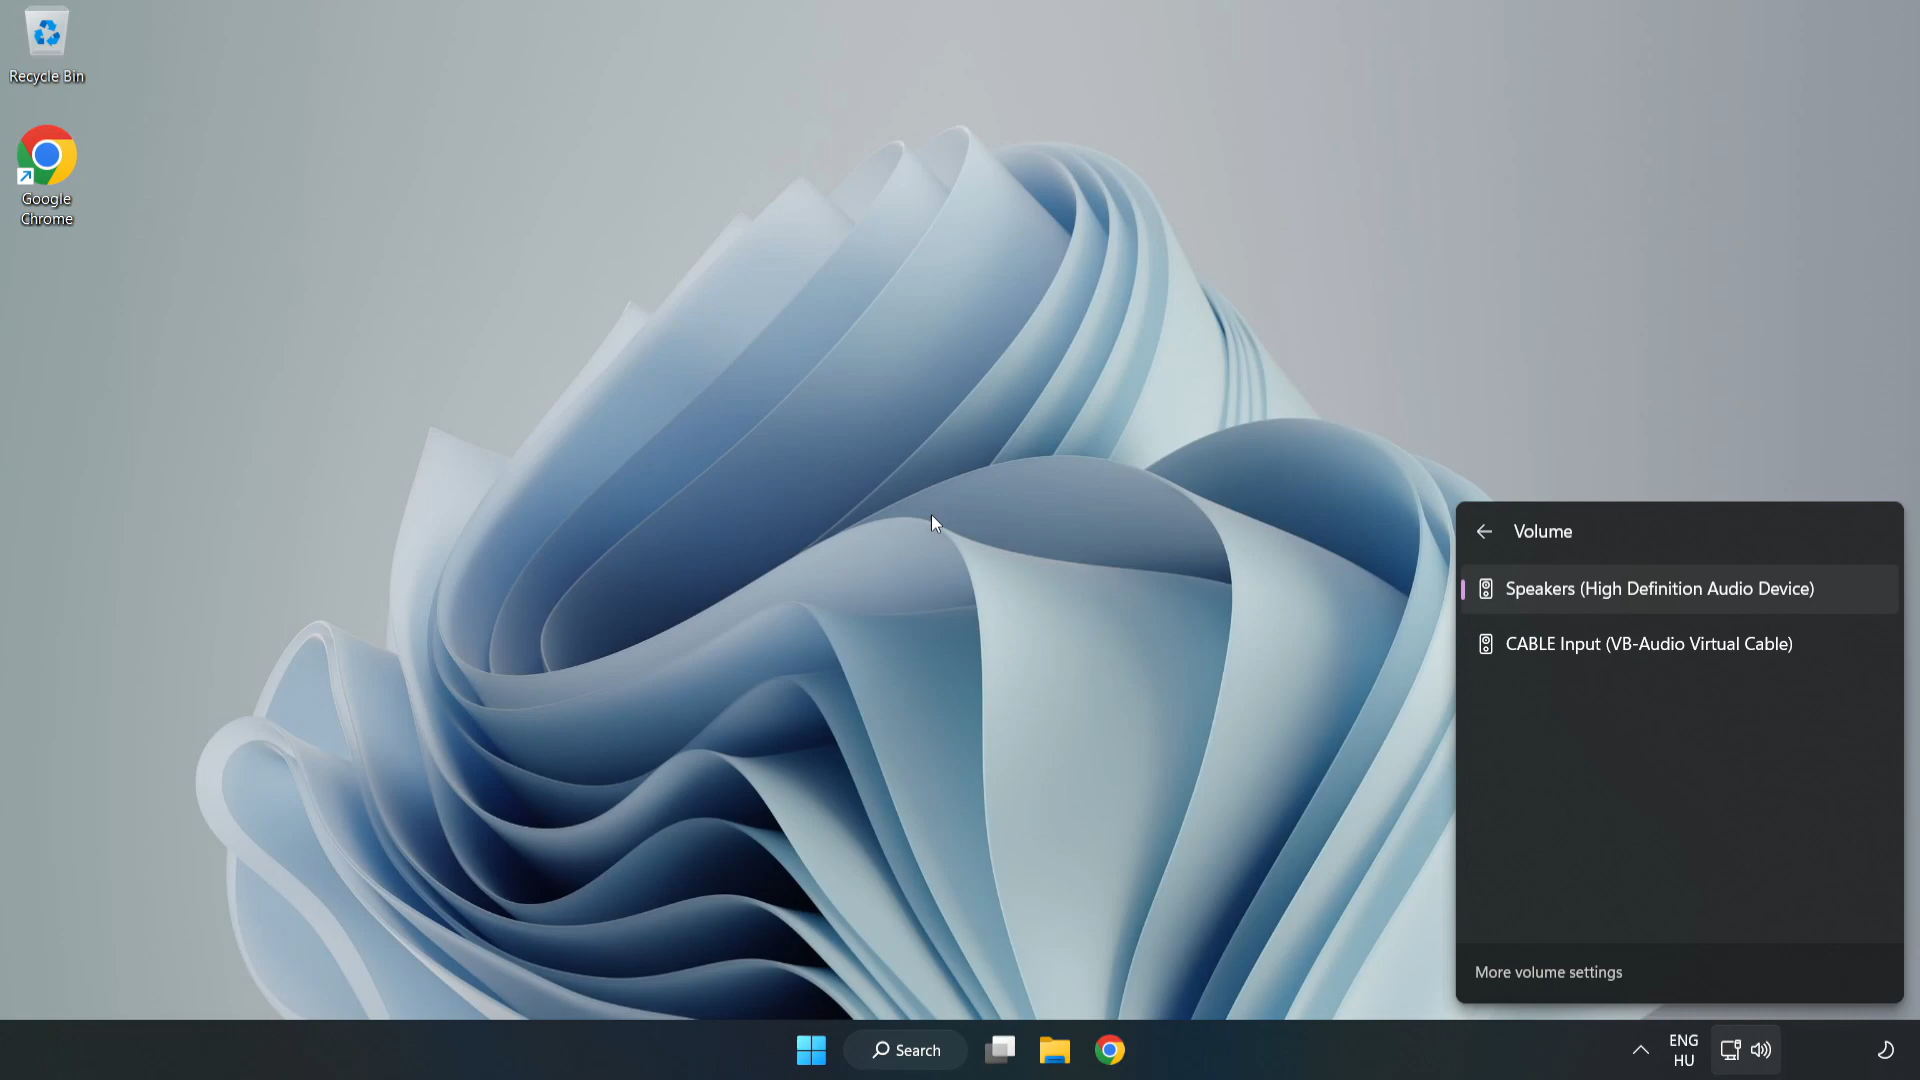 Recycle Bin
Google
Chrome
Volume
Speakers (High Definition Audio Device)
CABLE Input (VB-Audio Virtual Cable)
More volume settings
Search
ENG
HU